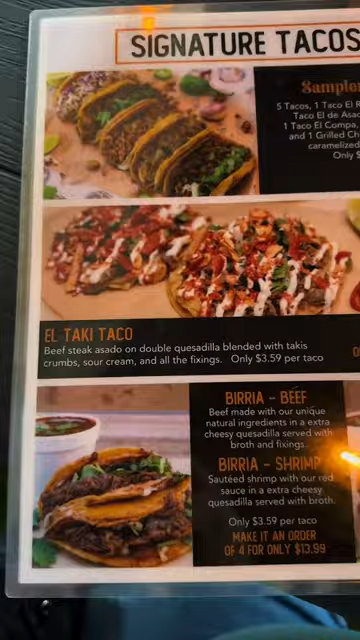 SIGNATURE TACOS
Sampler
5 Tacos, 1 Taco El
Taco El de Asad
1 Taco El Compa,
and 1 Grilled Ch
caramelized
Only $
EL TAKI TACO
Beef steak asado on double quesadilla blended with takis
crumbs, sour cream, and all the fixings. Only $3.59 per taco
BIRRIA - BEEF
Beef made with our unique
natural ingredients in a extra
cheesy quesadilla served with
broth and fixings.
BIRRIA - SHRIMP
Sautéed shrimp with our red
sauce in a extra cheesy
quesadilla served with broth.
Only $3.59 per taco
MAKE IT AN ORDER
OF 4 FOR ONLY $13.99